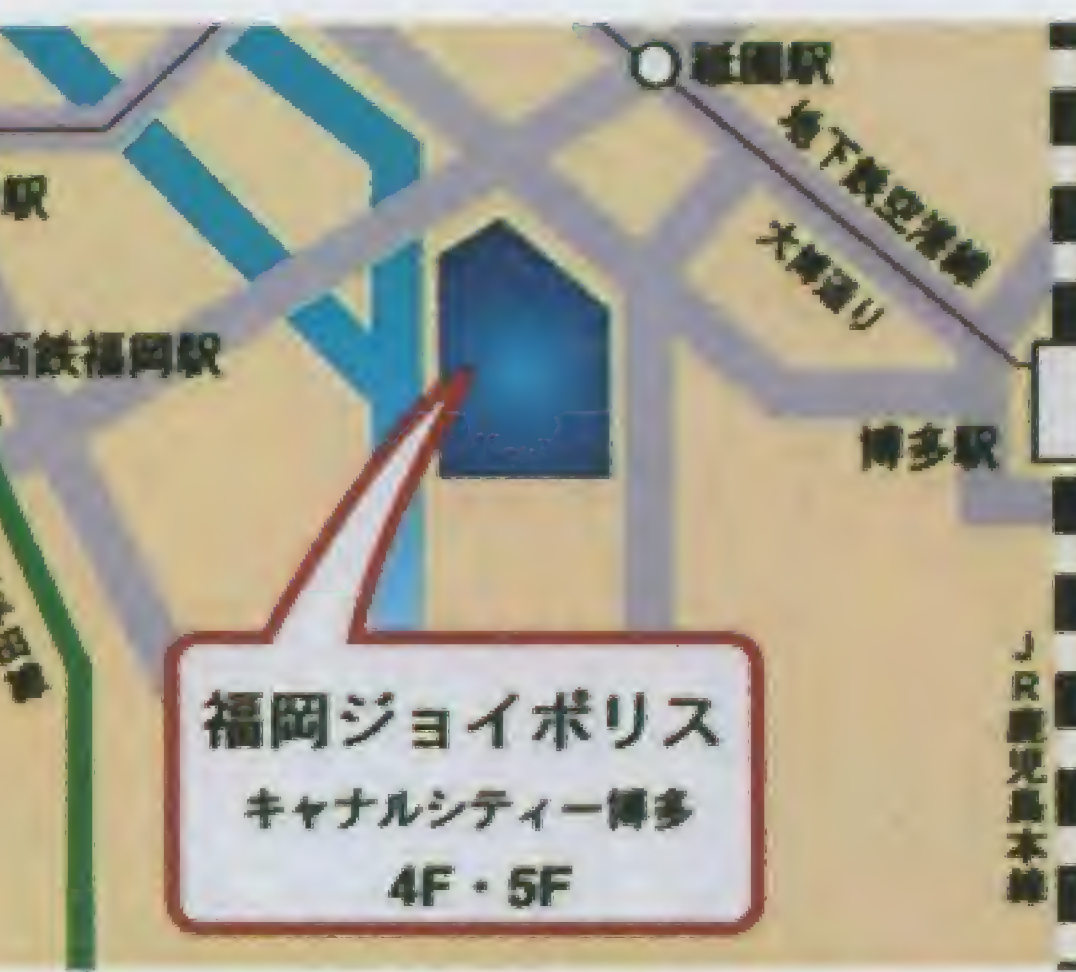 祇園駅
地下鉄空港線
大博通り
駅
西鉄福岡駅
博多駅
田線
JR鹿児島本線
福岡ジョイポリス
キャナルシティー博多
4F・5F